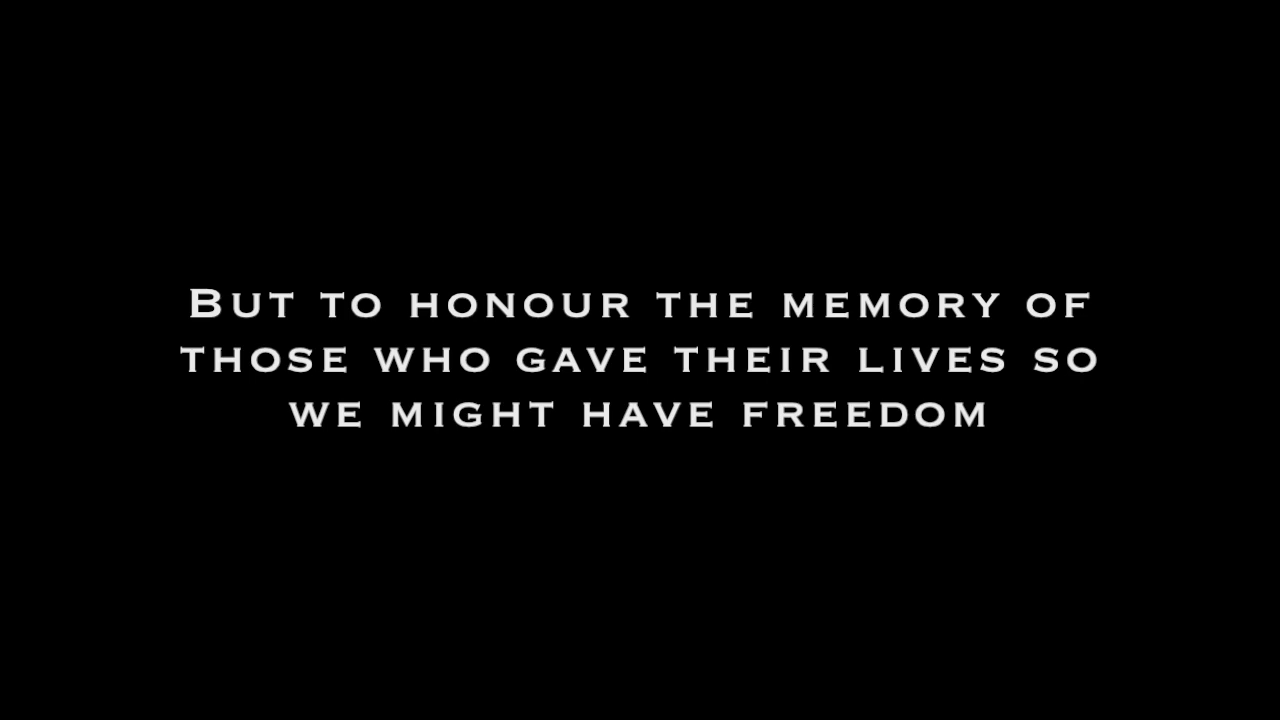 But to honour the memory of
those who gave their lives so
we might have freedom